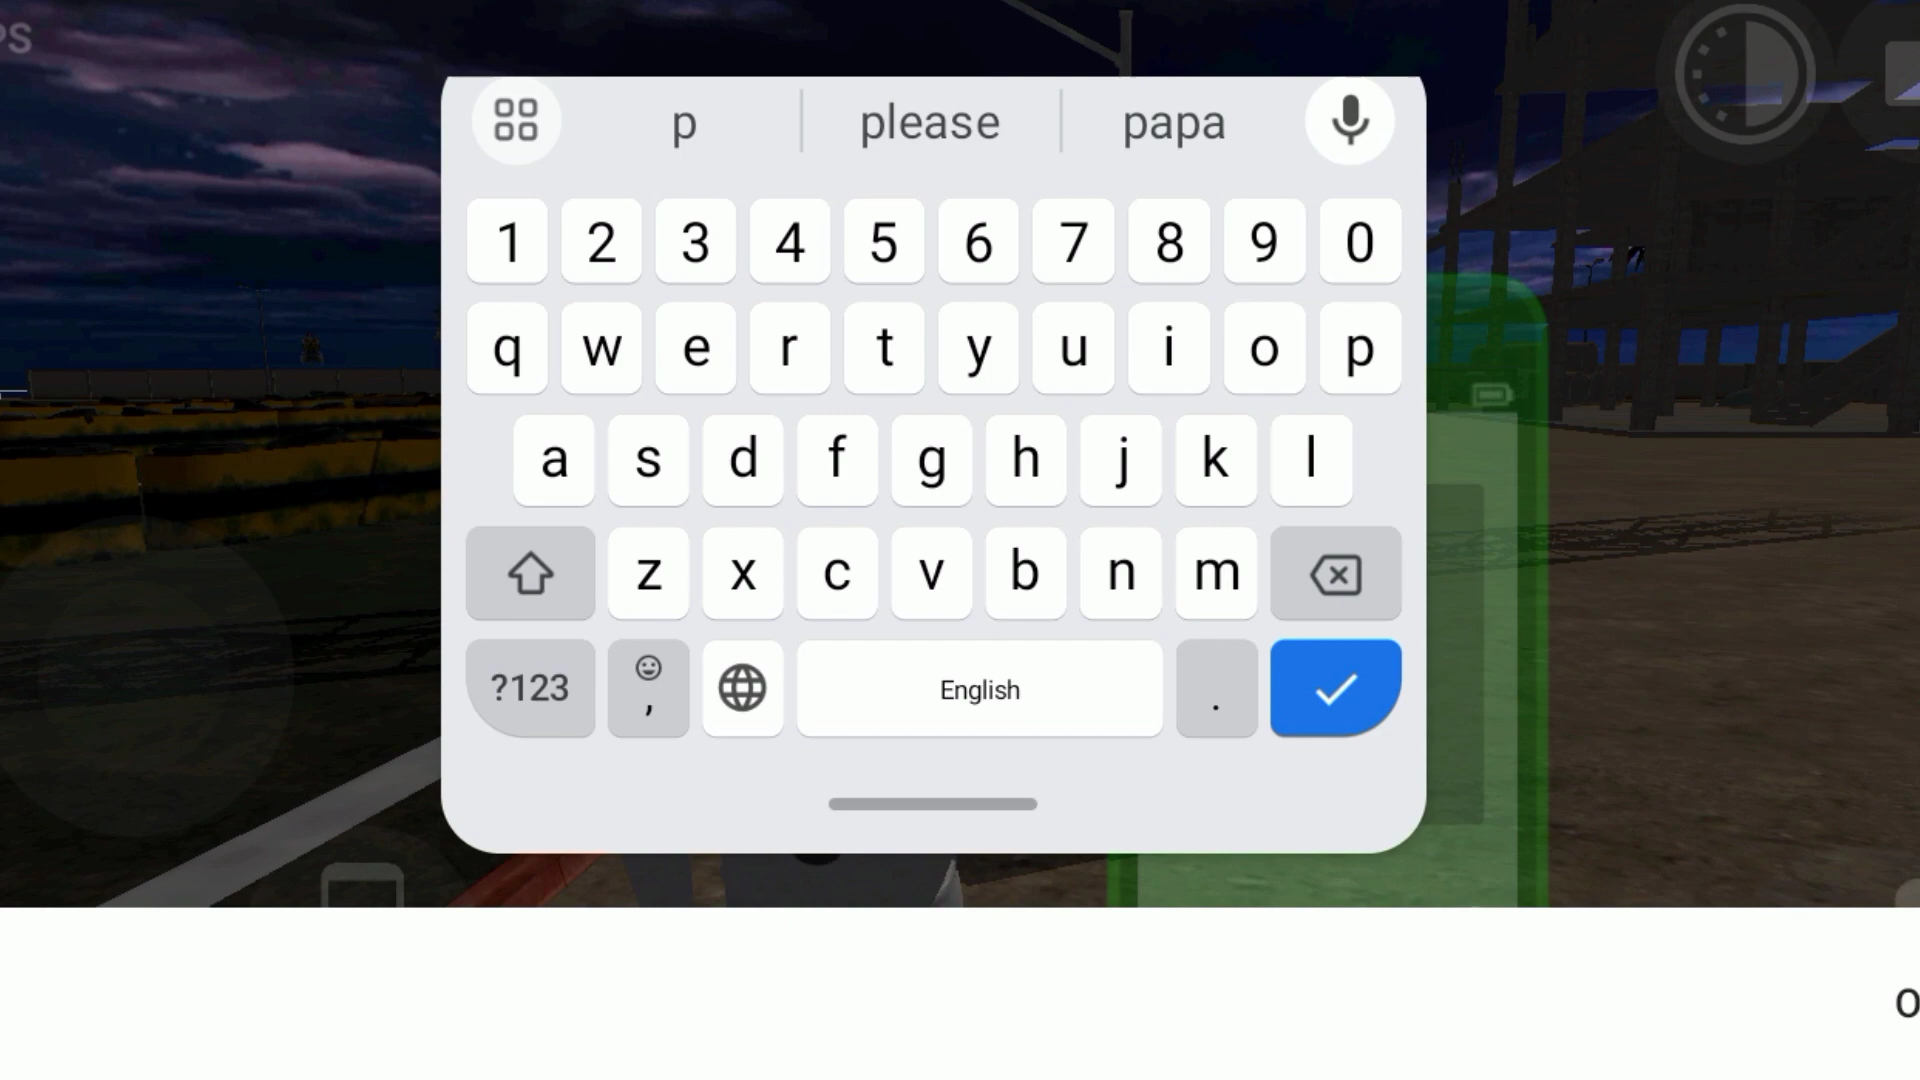 PS
p please papa
1 2 3 4 5 6 7 8 9 0
q w e r t y u i o p
a s d f g h j k l
z x c v b n m
?123 , English .
O